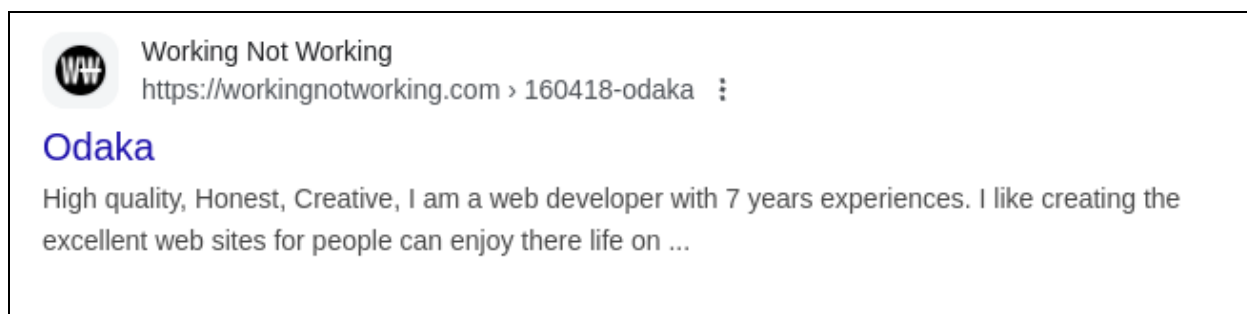 WW
Working Not Working
https://workingnotworking.com › 160418-odaka
Odaka
High quality, Honest, Creative, I am a web developer with 7 years experiences. I like creating the
excellent web sites for people can enjoy there life on ...